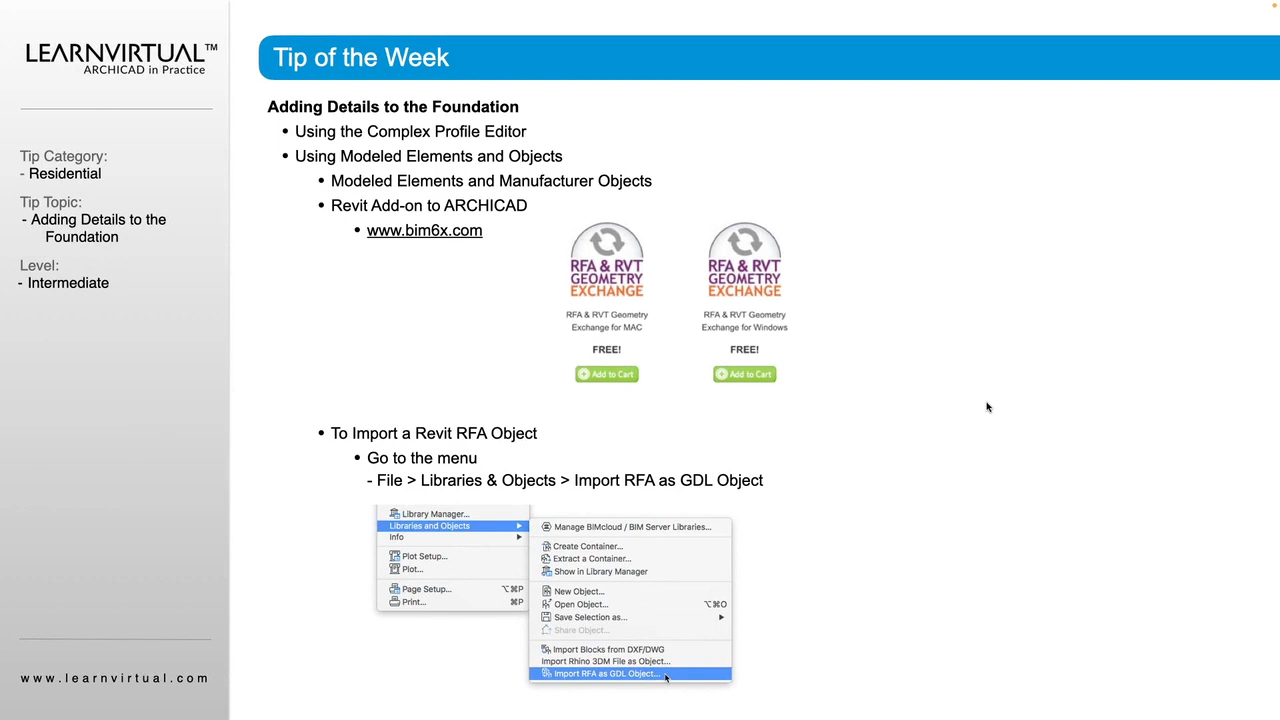 LEARNVIRTUAL™
ARCHICAD in Practice
Tip Category:
- Residential
Tip Topic:
- Adding Details to the
Foundation
Level:
- Intermediate
www.learnvirtual.com
Tip of the Week
Adding Details to the Foundation
• Using the Complex Profile Editor
• Using Modeled Elements and Objects
• Modeled Elements and Manufacturer Objects
• Revit Add-on to ARCHICAD
• www.bim6x.com
RFA & RVT
GEOMETRY
EXCHANGE
RFA & RVT Geometry
Exchange for MAC
FREE!
Add to Cart
RFA & RVT
GEOMETRY
EXCHANGE
RFA & RVT Geometry
Exchange for Windows
FREE!
Add to Cart
• To Import a Revit RFA Object
• Go to the menu
- File > Libraries & Objects > Import RFA as GDL Object
Library Manager...
Libraries and Objects
Info
Plot Setup...
Plot...
Page Setup... ⌥⌘P
Print... ⌘P
Manage BIMcloud / BIM Server Libraries...
Create Container...
Extract a Container...
Show in Library Manager
New Object...
Open Object... ⌥⌘O
Save Selection as...
Share Object...
Import Blocks from DXF/DWG
Import Rhino 3DM File as Object...
Import RFA as GDL Object...